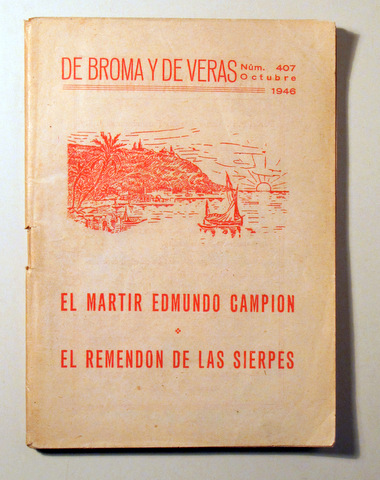 DE BROMA Y DE VERAS
Núm. 407
Octubre
1946
EL MARTIR EDMUNDO CAMPION
EL REMENDON DE LAS SIERPES